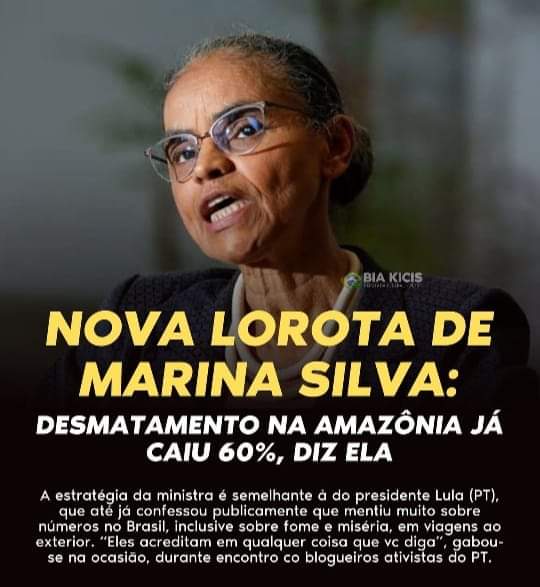 BIA KICIS
NOVA LOROTA DE
MARINA SILVA:
DESMATAMENTO NA AMAZÔNIA JÁ
CAIU 60%, DIZ ELA
A estratégia da ministra é semelhante à do presidente Lula (PT),
que até já confessou publicamente que mentiu muito sobre
números no Brasil, inclusive sobre fome e miséria, em viagens ao
exterior. “Eles acreditam em qualquer coisa que vc diga”, gabou-
se na ocasião, durante encontro co blogueiros ativistas do PT.